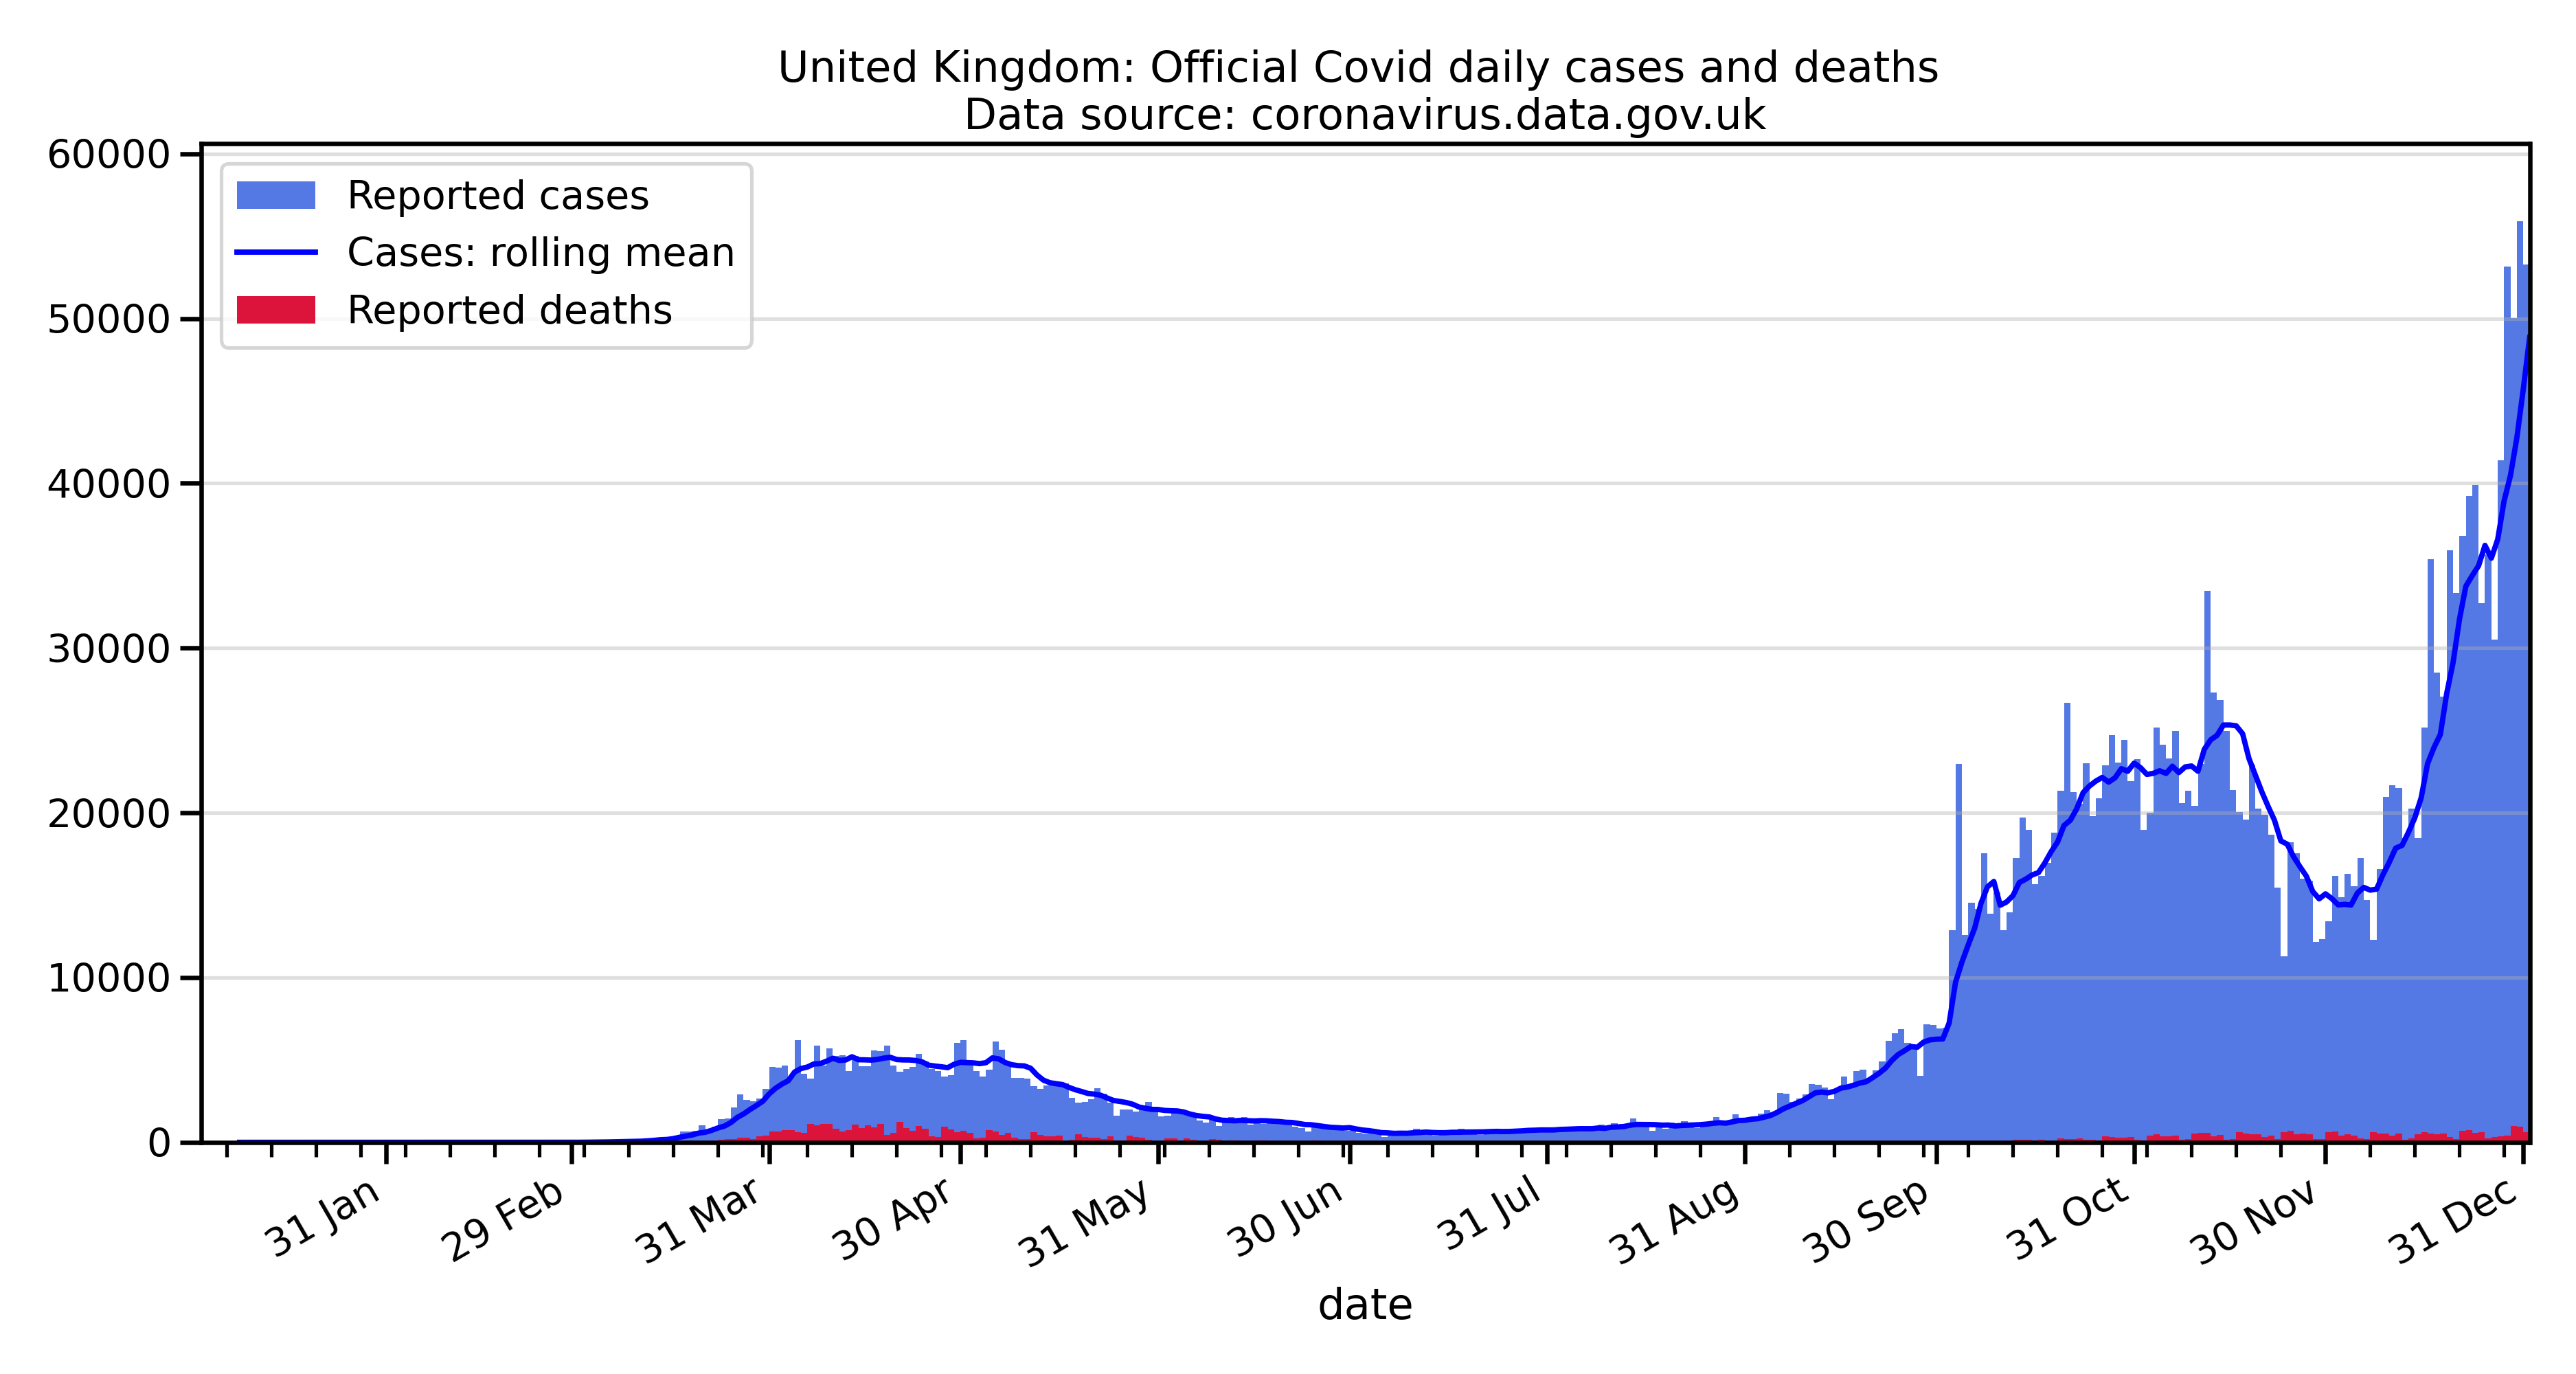 United Kingdom: Official Covid daily cases and deaths
Data source: coronavirus.data.gov.uk
60000
50000
40000
30000
20000
10000
0
Reported cases
Cases: rolling mean
Reported deaths
31 Jan
29 Feb
31 Mar
30 Apr
31 May
30 Jun
31 Jul
31 Aug
30 Sep
31 Oct
30 Nov
31 Dec
date